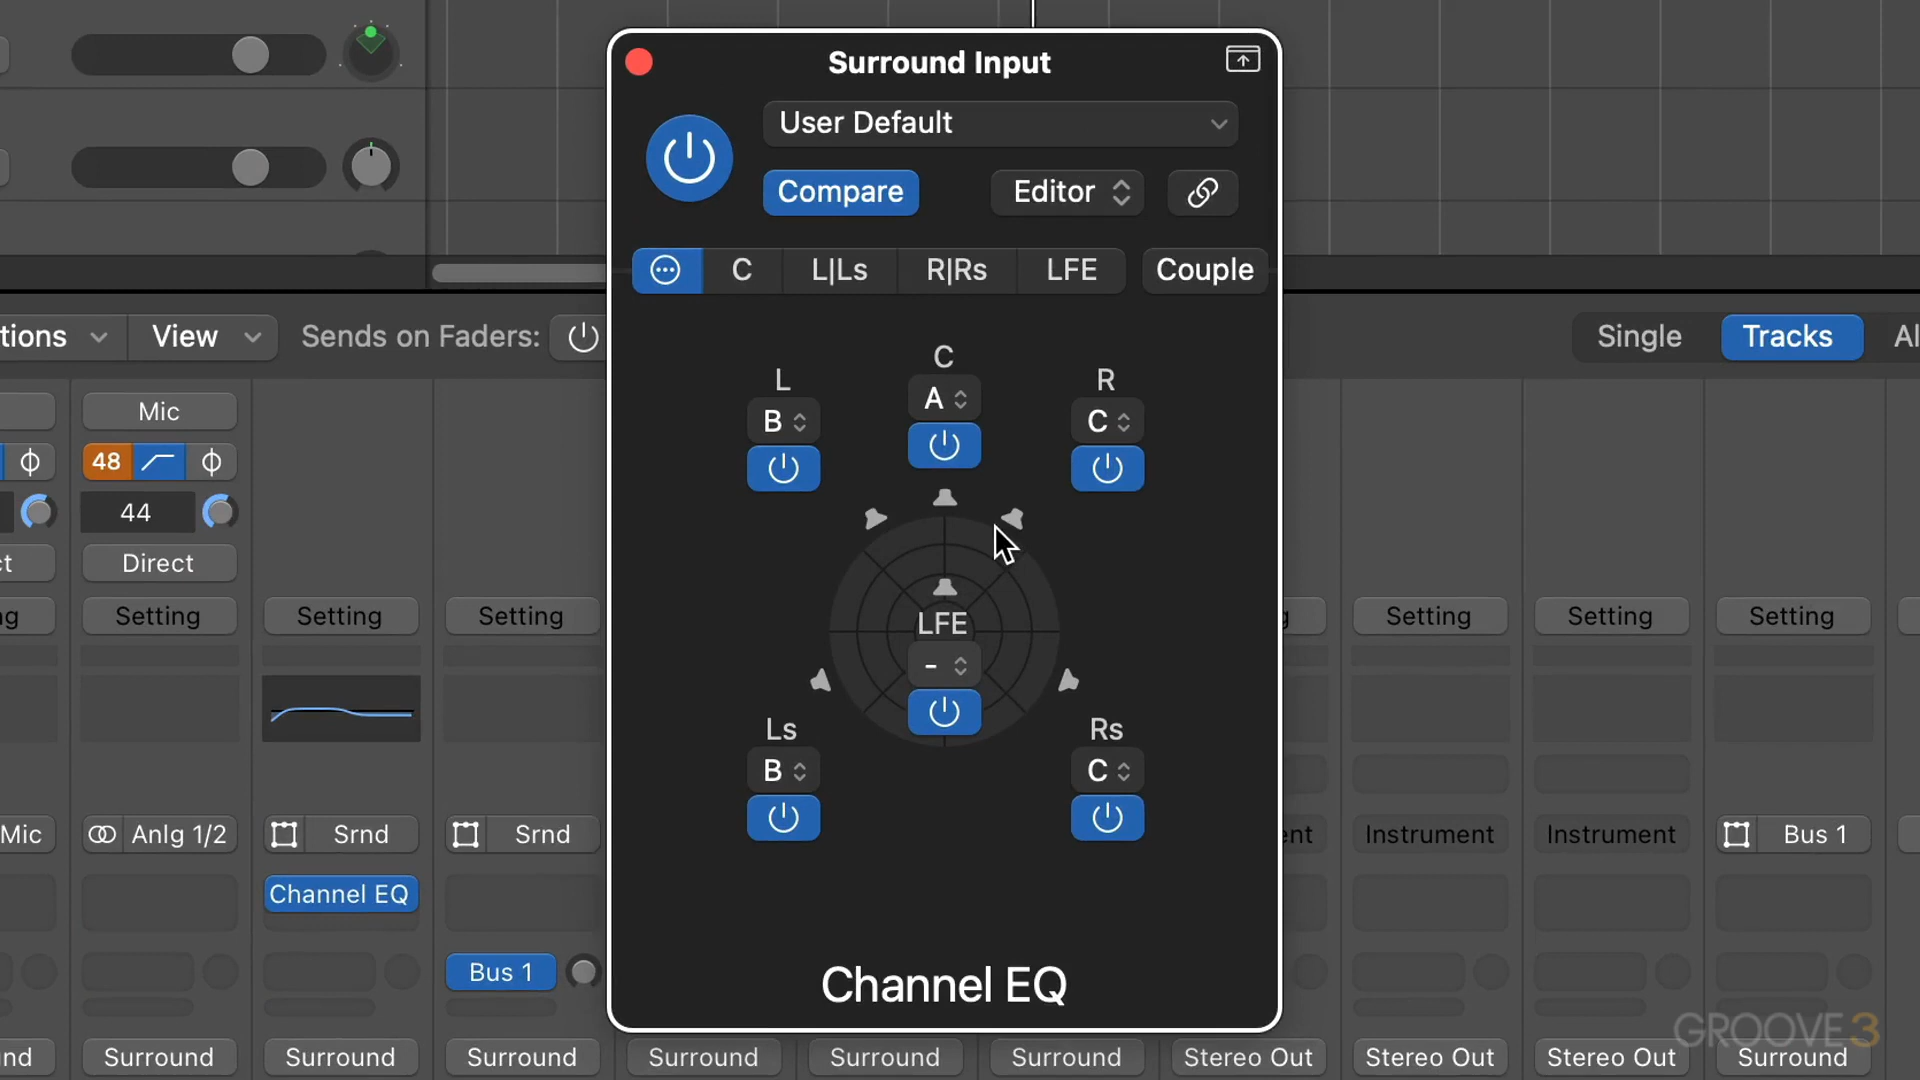 Surround Input
User Default
Compare
Editor
C
L|Ls
R|Rs
LFE
Couple
tions
View
Sends on Faders:
Single
Tracks
Al
C
A
L
B
R
C
LFE
-
Ls
B
Rs
C
Channel EQ
Mic
48
44
ct
Direct
ng
Setting
Setting
Setting
g
Setting
Setting
Setting
Mic
Anlg 1/2
Srnd
Srnd
ent
Instrument
Instrument
Bus 1
Channel EQ
Bus 1
nd
Surround
Surround
Surround
Surround
Surround
Surround
Stereo Out
Stereo Out
Stereo Out
Surround
GROOVE3